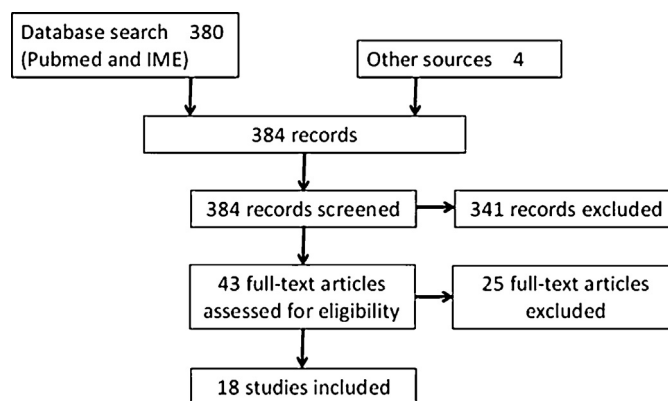 Database search 380
(Pubmed and IME)
Other sources 4
384 records
384 records screened
341 records excluded
43 full-text articles
assessed for eligibility
25 full-text articles
excluded
18 studies included